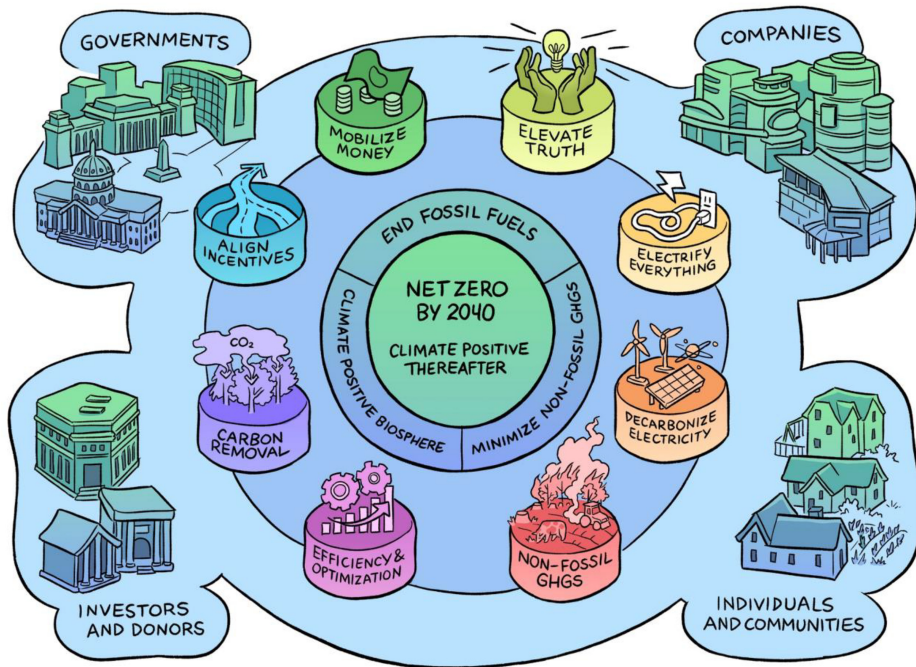 GOVERNMENTS
COMPANIES
MOBILIZE
MONEY
ELEVATE
TRUTH
ALIGN
INCENTIVES
ELECTRIFY
EVERYTHING
END FOSSIL FUELS
NET ZERO
BY 2040
CLIMATE POSITIVE
THEREAFTER
CLIMATE POSITIVE BIOSPHERE
MINIMIZE NON-FOSSIL GHGS
CO2
CARBON
REMOVAL
DECARBONIZE
ELECTRICITY
EFFICIENCY &
OPTIMIZATION
NON-FOSSIL
GHGS
INVESTORS
AND DONORS
INDIVIDUALS
AND COMMUNITIES